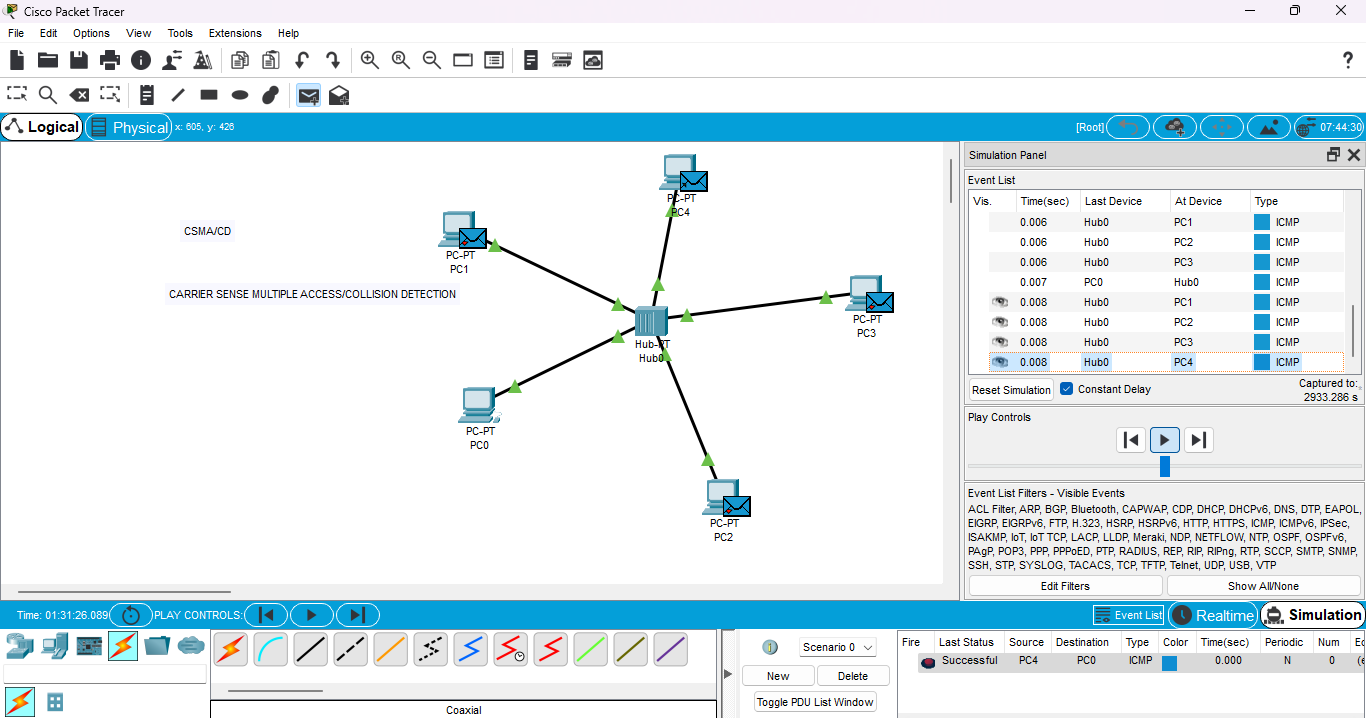 Cisco Packet Tracer
File Edit Options View Tools Extensions Help
Logical Physical x: 605, y: 426 [Root] 07:44:30
CSMA/CD
CARRIER SENSE MULTIPLE ACCESS/COLLISION DETECTION
PC-PT
PC4
PC-PT
PC1
PC-PT
PC3
Hub-PT
Hub0
PC-PT
PC0
PC-PT
PC2
Simulation Panel
Event List
Vis. Time(sec) Last Device At Device Type
0.006 Hub0 PC1 ICMP
0.006 Hub0 PC2 ICMP
0.006 Hub0 PC3 ICMP
0.007 PC0 Hub0 ICMP
0.008 Hub0 PC1 ICMP
0.008 Hub0 PC2 ICMP
0.008 Hub0 PC3 ICMP
0.008 Hub0 PC4 ICMP
Reset Simulation Constant Delay Captured to:
2933.286 s
Play Controls
Event List Filters - Visible Events
ACL Filter, ARP, BGP, Bluetooth, CAPWAP, CDP, DHCP, DHCPv6, DNS, DTP, EAPOL,
EIGRP, EIGRPv6, FTP, H.323, HSRP, HSRPv6, HTTP, HTTPS, ICMP, ICMPv6, IPSec,
ISAKMP, IoT, IoT TCP, LACP, LLDP, Meraki, NDP, NETFLOW, NTP, OSPF, OSPFv6,
PAgP, POP3, PPP, PPPoED, PTP, RADIUS, REP, RIP, RIPng, RTP, SCCP, SMTP, SNMP,
SSH, STP, SYSLOG, TACACS, TCP, TFTP, Telnet, UDP, USB, VTP
Edit Filters Show All/None
Time: 01:31:26.089 PLAY CONTROLS: Event List Realtime Simulation
Scenario 0
New Delete
Toggle PDU List Window
Fire Last Status Source Destination Type Color Time(sec) Periodic Num Ed
Successful PC4 PC0 ICMP 0.000 N 0 (e
Coaxial